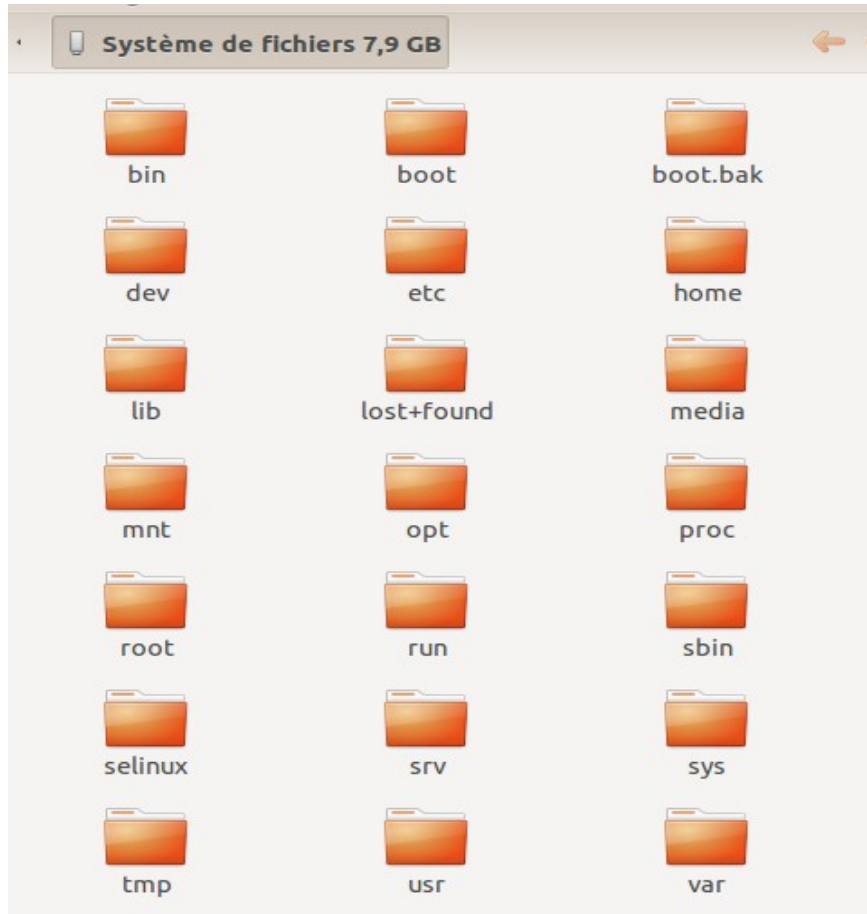 Système de fichiers 7,9 GB
bin boot boot.bak
dev etc home
lib lost+found media
mnt opt proc
root run sbin
selinux srv sys
tmp usr var